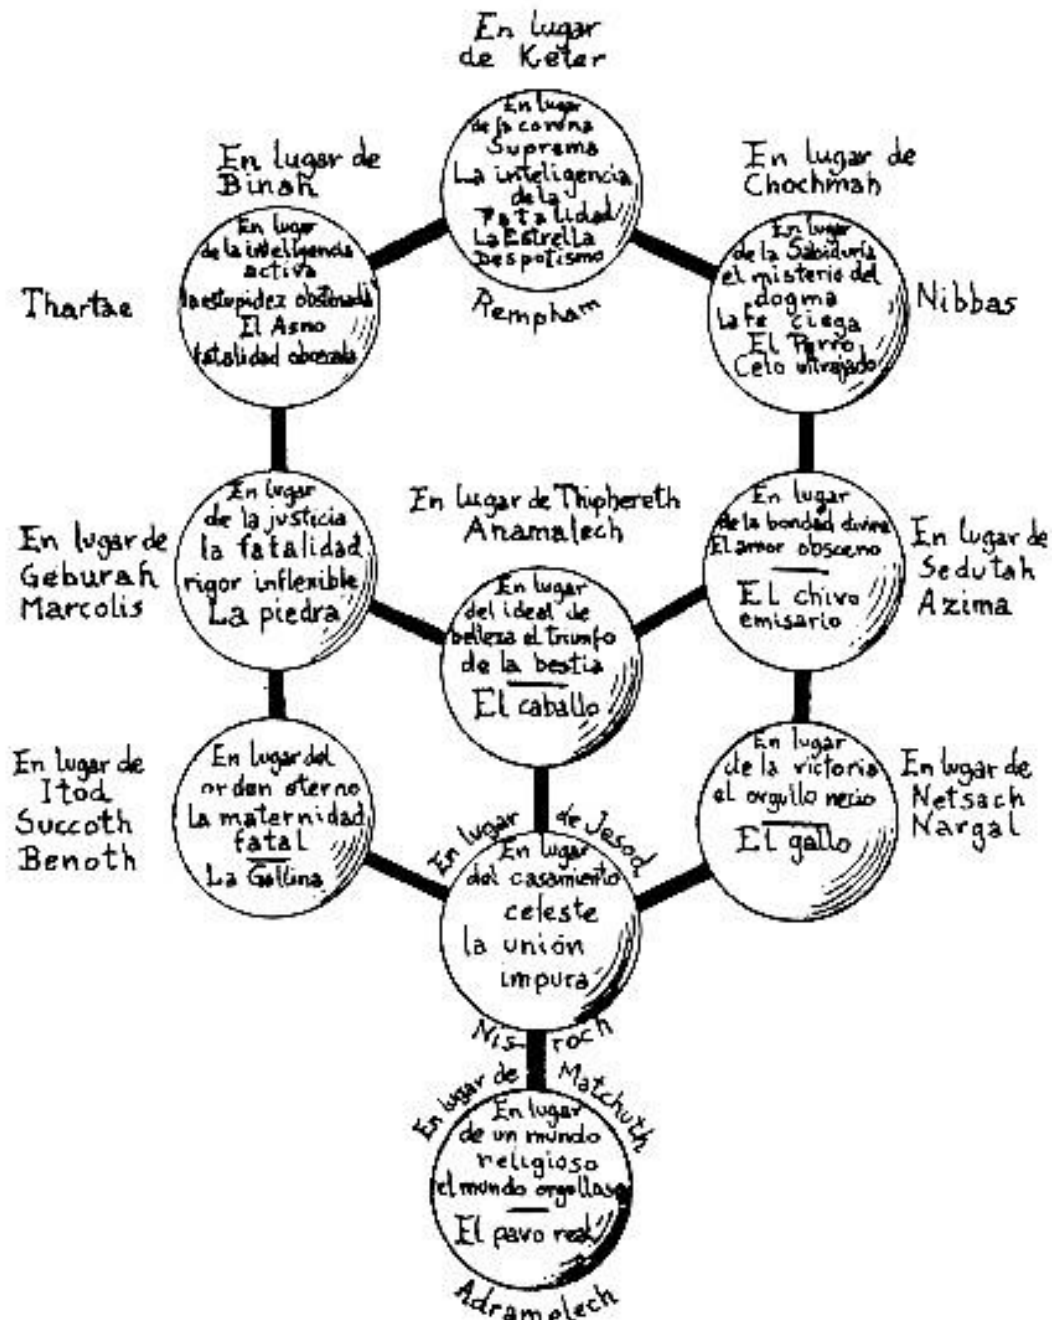 En lugar
de Keter
En lugar
de la corona
Suprema
La inteligencia
de la
Fatalidad
La Estrella
Despotismo
Rempham
En lugar de
Binah
Thartae
En lugar
de la inteligencia
activa
la estupidez obstinada
El Asno
fatalidad
En lugar de
Chochmah
Nibbas
En lugar
de la Sabiduría
el misterio del
dogma
La fe ciega
El Perro
Celo ultrajado
En lugar de
Geburah
Marcolis
En lugar
de la justicia
la fatalidad
rigor inflexible
La piedra
En lugar de Thiphereth
Anamalech
En lugar
del ideal de
belleza el triunfo
de la bestia
El caballo
En lugar
de la bondad divina
El amor obsceno
El chivo
emisario
En lugar de
Sedutah
Azima
En lugar de
Itod
Succoth
Benoth
En lugar del
orden eterno
La maternidad
fatal
La Gallina
En lugar
de la victoria
el orgullo necio
El gallo
En lugar de
Netsach
Nargal
En lugar de Jesod
En lugar
del casamiento
celeste
la unión
impura
Nisroch
En lugar de Matchuth
En lugar
de un mundo
religioso
el mundo orgulloso
El pavo real
Adramelech